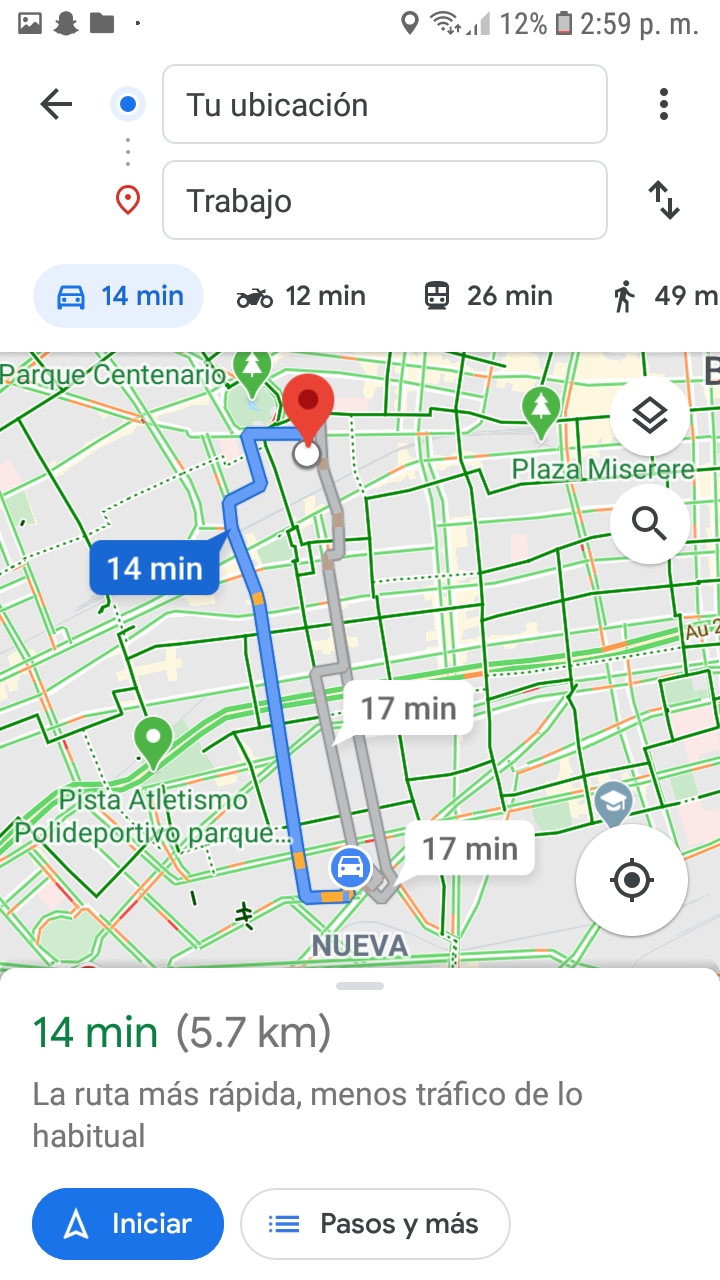 12% 2:59 p. m.
Tu ubicación
Trabajo
14 min 12 min 26 min 49 m
Parque Centenario
B
Plaza Miserere
14 min
Au 2
17 min
Pista Atletismo
Polideportivo parque...
17 min
NUEVA
14 min (5.7 km)
La ruta más rápida, menos tráfico de lo
habitual
Iniciar Pasos y más